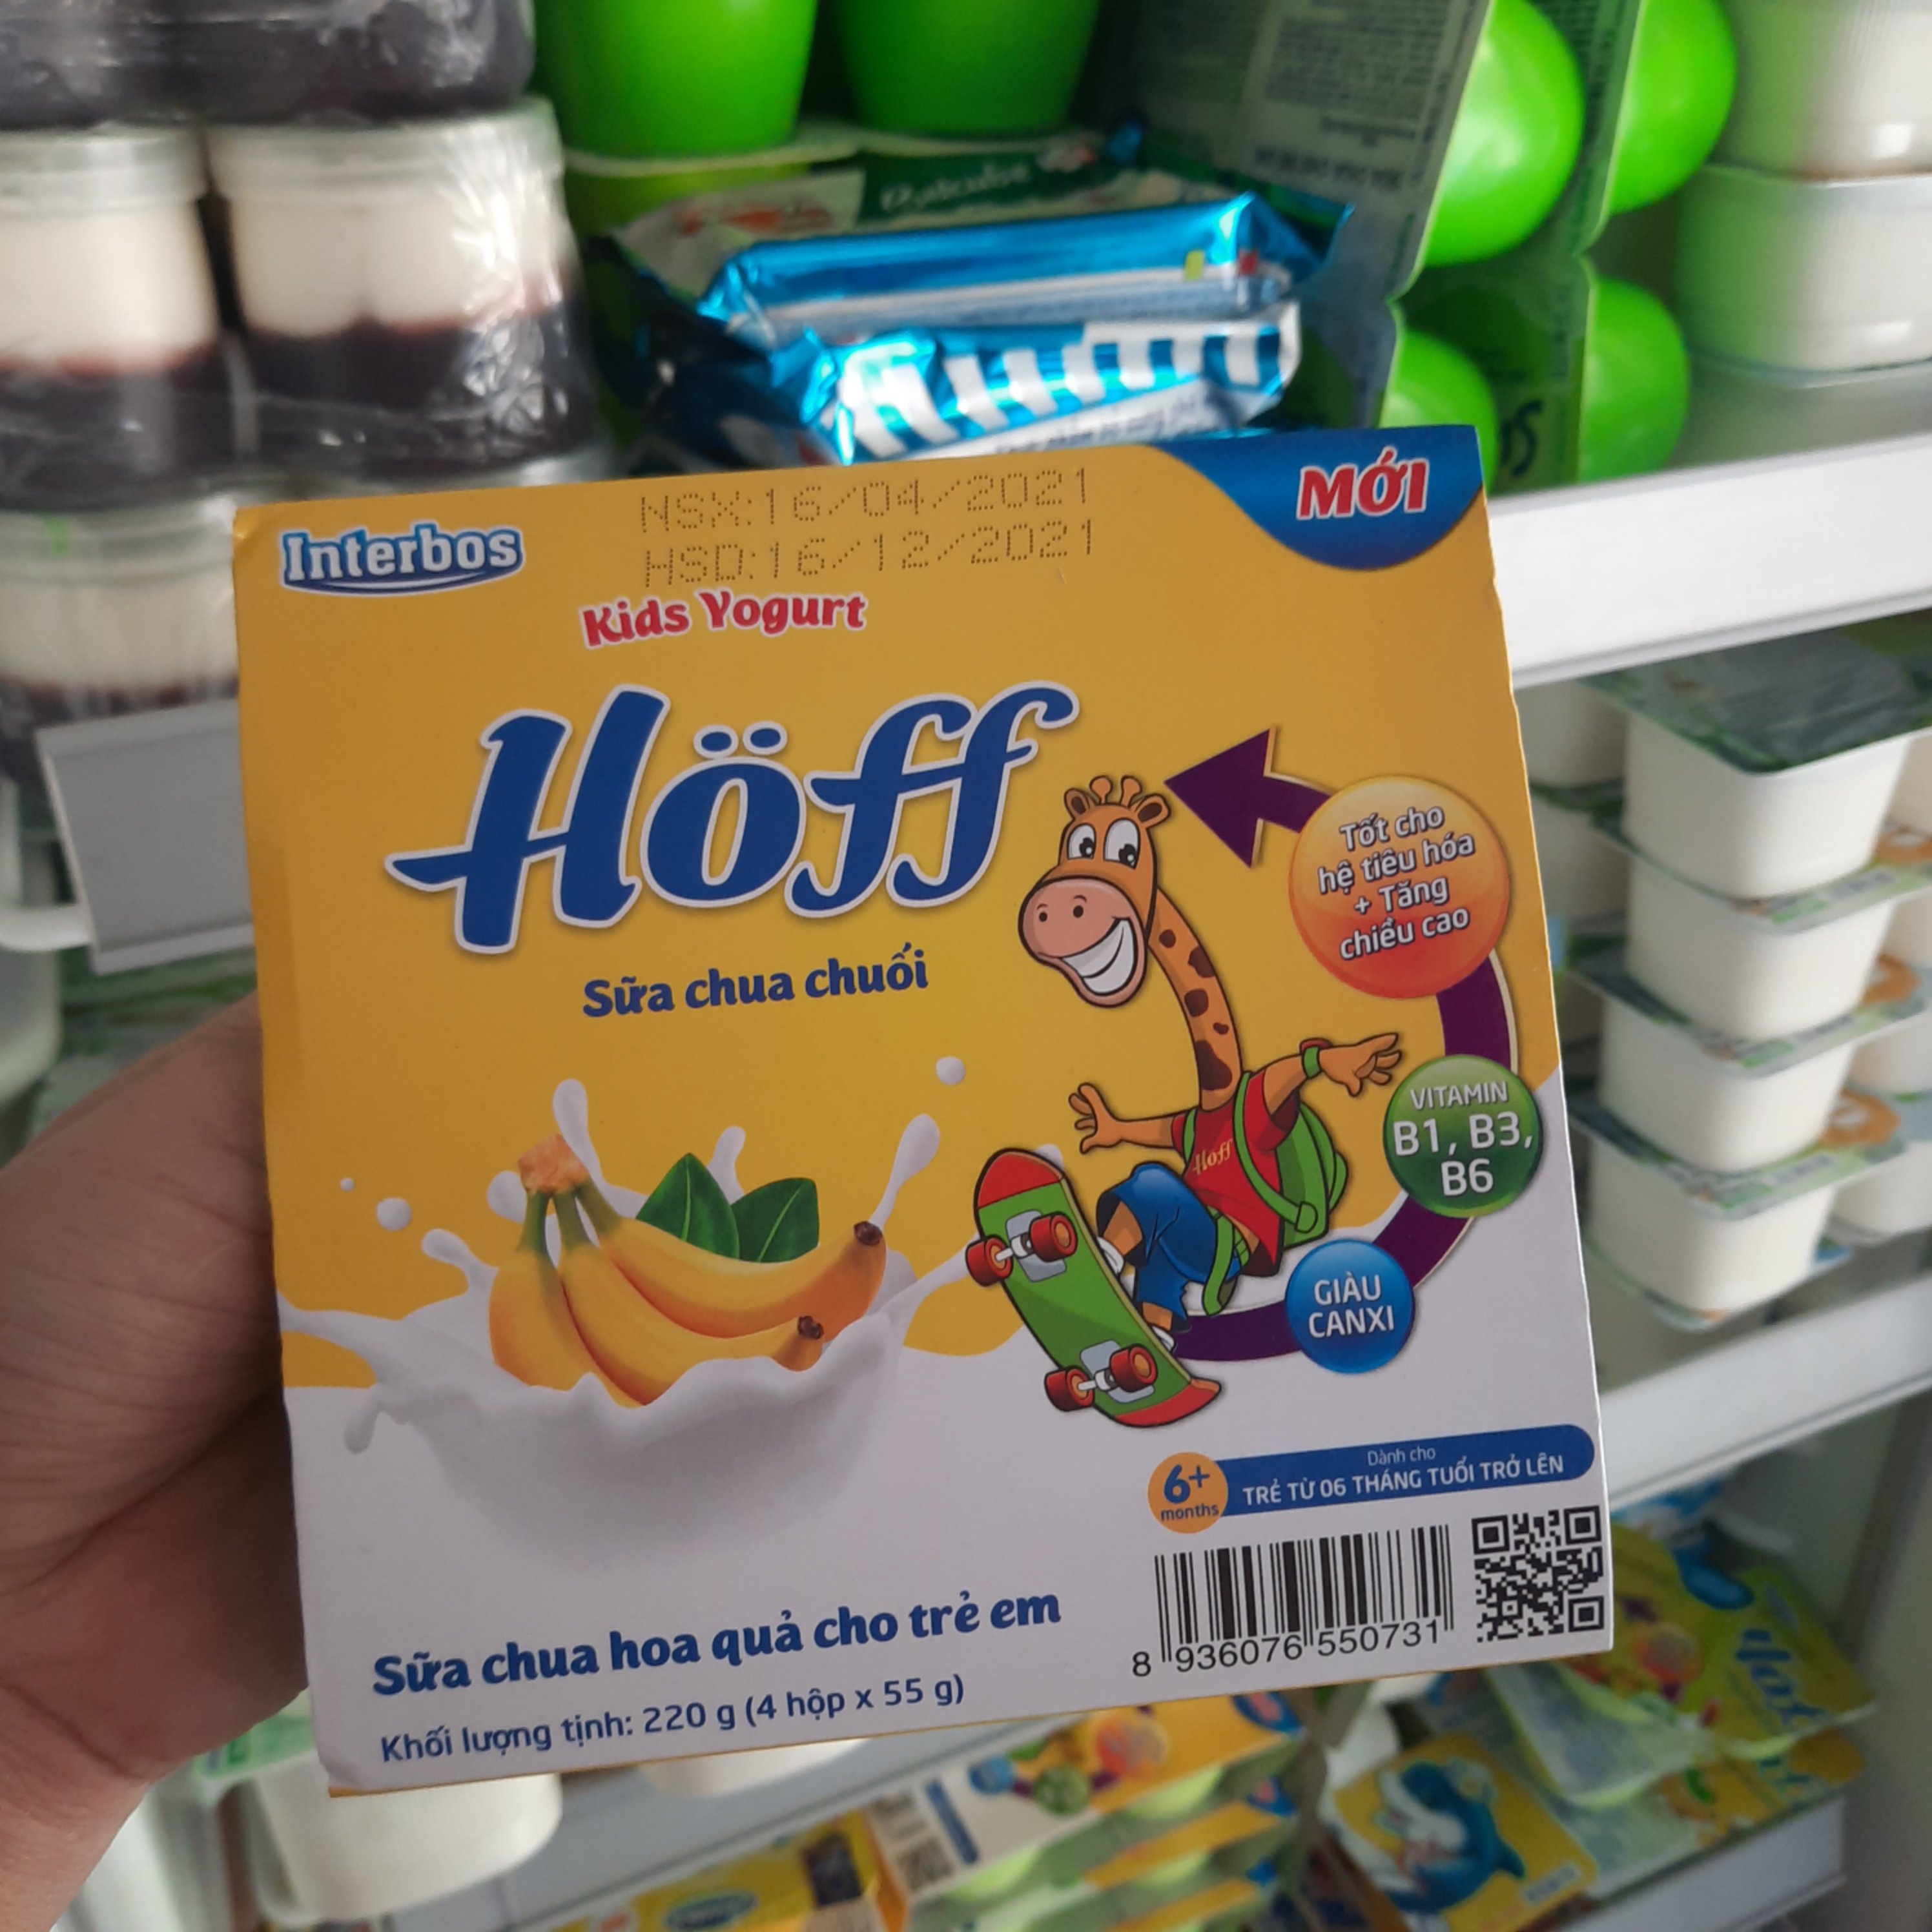 Interbos
NSX:16/04/2021
HSD:16/12/2021
MỚI
Kids Yogurt
Höff
Sữa chua chuối
Tốt cho
hệ tiêu hóa
+ Tăng
chiều cao
VITAMIN
B1, B3,
B6
Höff
GIÀU
CANXI
6+
months
Dành cho
TRẺ TỪ 06 THÁNG TUỔI TRỞ LÊN
Sữa chua hoa quả cho trẻ em
Khối lượng tịnh: 220 g (4 hộp x 55 g)
8 936076 550731